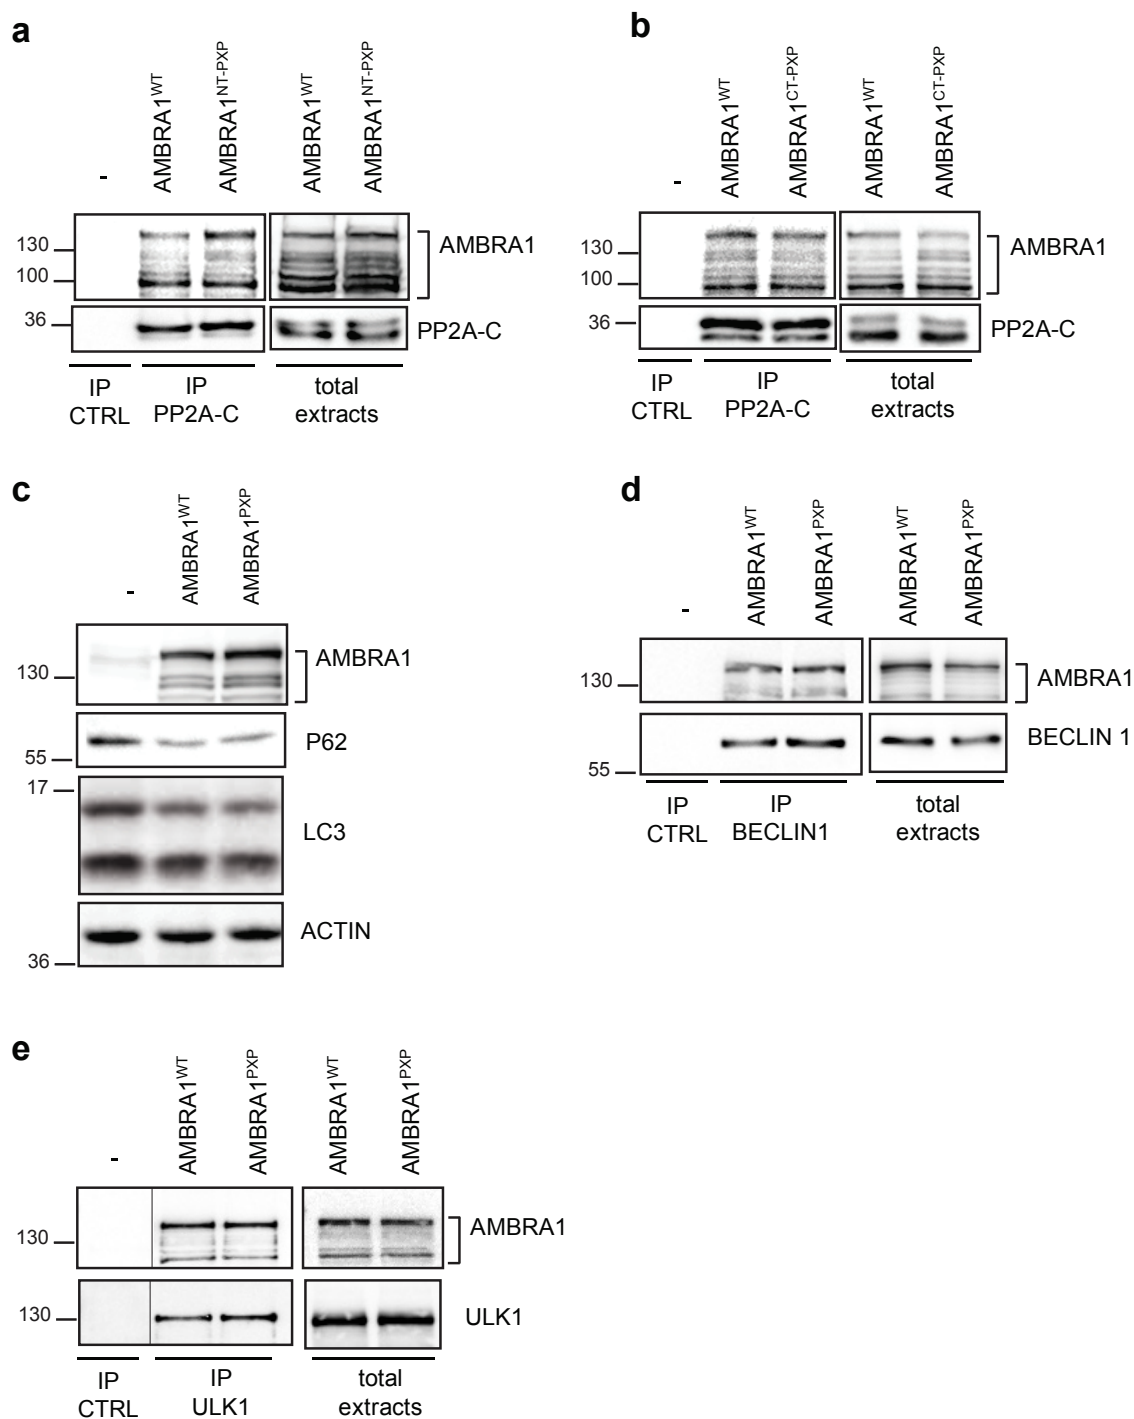 a
-
AMBRA1WT
AMBRA1NT-PXP
AMBRA1WT
AMBRA1NT-PXP
130
100
AMBRA1
36
PP2A-C
IP
CTRL
IP
PP2A-C
total
extracts
b
-
AMBRA1WT
AMBRA1CT-PXP
AMBRA1WT
AMBRA1CT-PXP
130
100
AMBRA1
36
PP2A-C
IP
CTRL
IP
PP2A-C
total
extracts
c
-
AMBRA1WT
AMBRA1PXP
130
AMBRA1
55
P62
17
LC3
ACTIN
36
d
-
AMBRA1WT
AMBRA1PXP
AMBRA1WT
AMBRA1PXP
130
AMBRA1
BECLIN 1
55
IP
CTRL
IP
BECLIN1
total
extracts
e
-
AMBRA1WT
AMBRA1PXP
AMBRA1WT
AMBRA1PXP
130
AMBRA1
130
ULK1
IP
CTRL
IP
ULK1
total
extracts